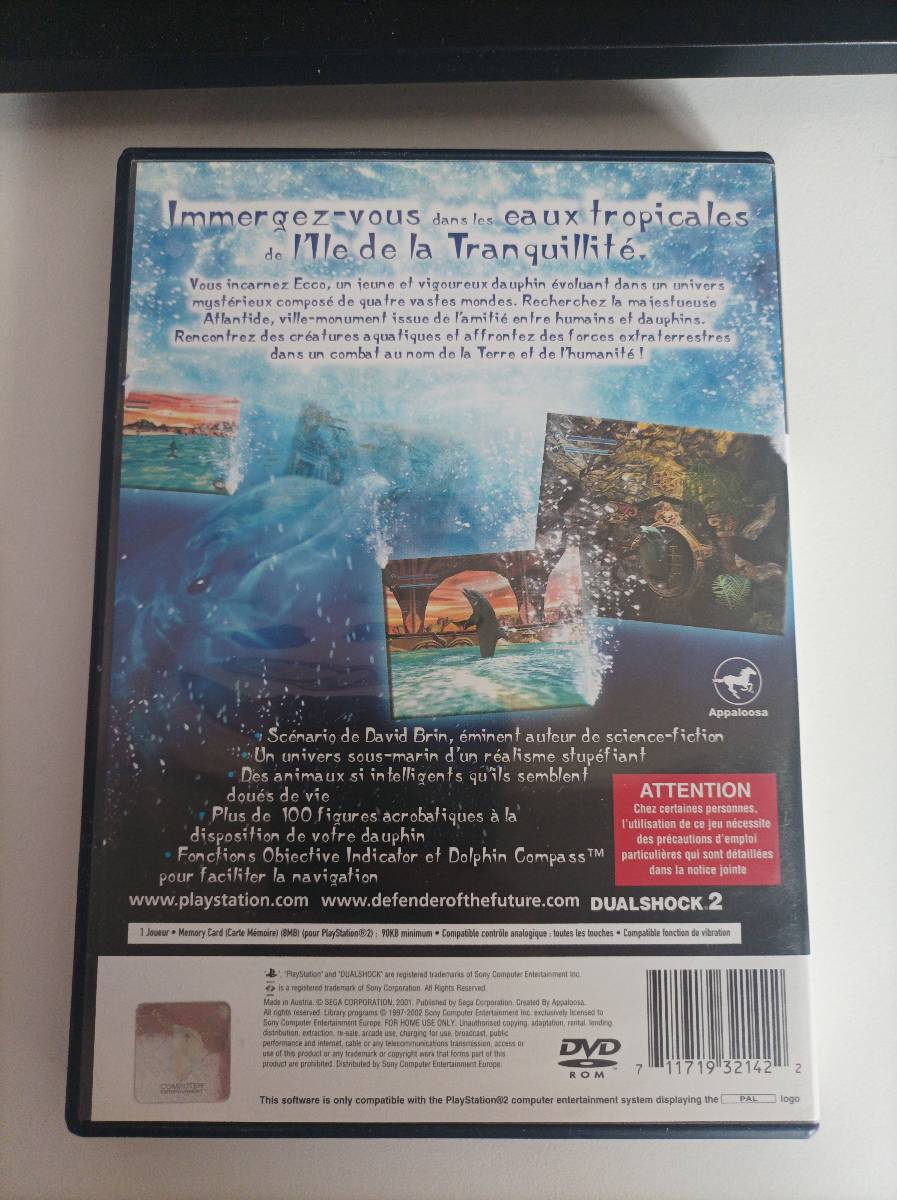 Immergez-vous dans les eaux tropicales
de l'Ile de la Tranquillité.
Vous incarnez Ecco, un jeune et vigoureux dauphin évoluant dans un univers
mystérieux composé de quatre vastes mondes. Recherchez la majestueuse
Atlantide, ville-monument issue de l'amitié entre humains et dauphins.
Rencontrez des créatures aquatiques et affrontez des forces extraterrestres
dans un combat au nom de la Terre et de l'humanité !
Appaloosa
• Scénario de David Brin, éminent auteur de science-fiction
• Un univers sous-marin d'un réalisme stupéfiant
• Des animaux si intelligents qu'ils semblent
doués de vie
• Plus de 100 figures acrobatiques à la
disposition de votre dauphin
• Fonctions Objective Indicator et Dolphin Compass™
pour faciliter la navigation
ATTENTION
Chez certaines personnes,
l'utilisation de ce jeu nécessite
des précautions d'emploi
particulières qui sont détaillées
dans la notice jointe
www.playstation.com www.defenderofthefuture.com DUALSHOCK 2
1 Joueur • Memory Card (Carte Mémoire) (8MB) (pour PlayStation®2) : 90KB minimum • Compatible contrôle analogique : toutes les touches • Compatible fonction de vibration
"PlayStation" and "DUALSHOCK" are registered trademarks of Sony Computer Entertainment Inc.
is a registered trademark of Sony Corporation. All Rights Reserved.
Made in Austria. © SEGA CORPORATION, 2001. Published by Sega Corporation. Created By Appaloosa.
All rights reserved. Library programs © 1997-2002 Sony Computer Entertainment Inc. exclusively licensed to
Sony Computer Entertainment Europe. FOR HOME USE ONLY. Unauthorised copying, adaptation, rental, lending,
distribution, extraction, re-sale, arcade use, charging for use, broadcast, public
performance and internet, cable or any telecommunications transmission, access or
use of this product or any trademark or copyright work that forms part of this
product are prohibited. Distributed by Sony Computer Entertainment Europe.
COMPUTER
DVD
ROM
7 11719 32142 2
This software is only compatible with the PlayStation®2 computer entertainment system displaying the PAL logo